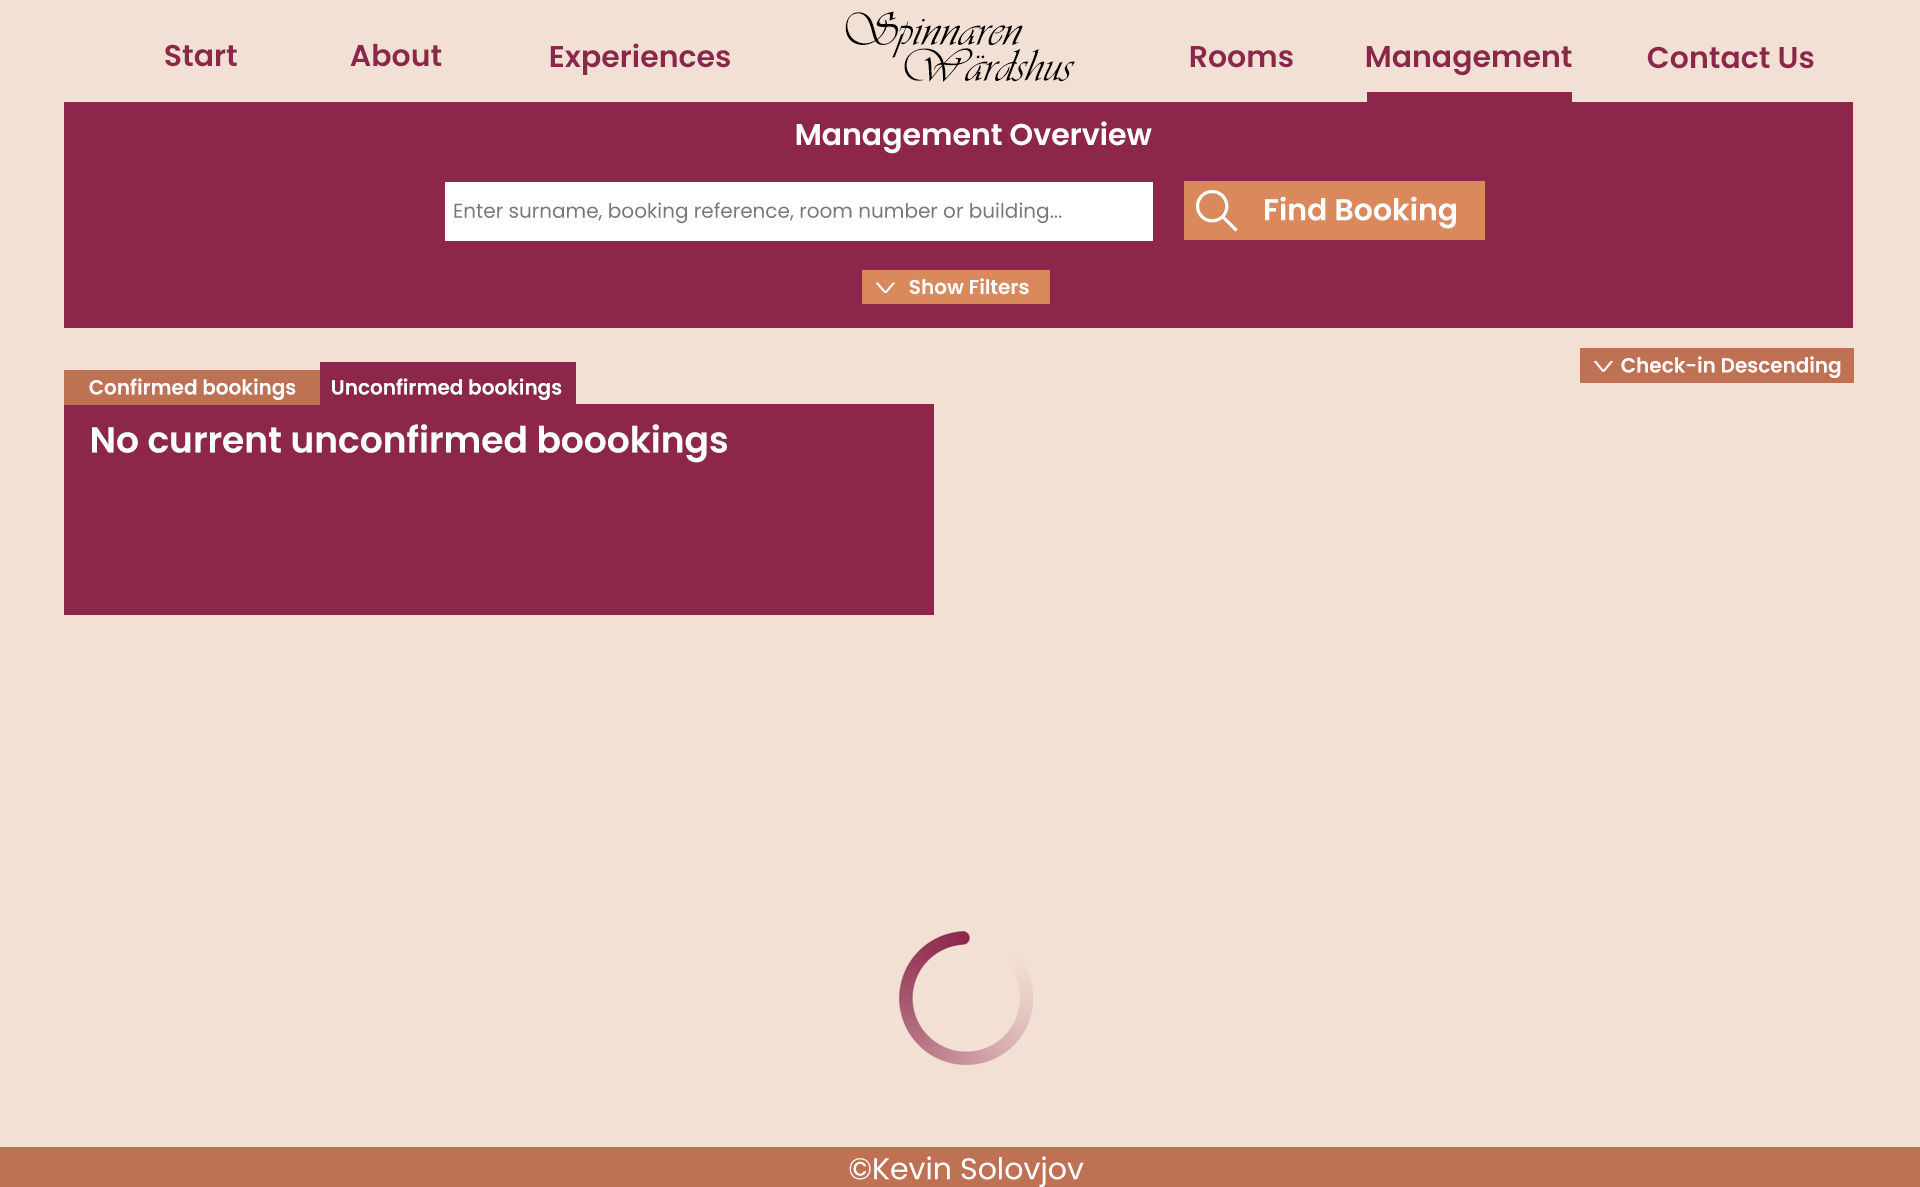 Start
About
Experiences
Spinnaren
Wärdshus
Rooms
Management
Contact Us
Management Overview
Enter surname, booking reference, room number or building...
Find Booking
Show Filters
Check-in Descending
Confirmed bookings
Unconfirmed bookings
No current unconfirmed boookings
©Kevin Solovjov